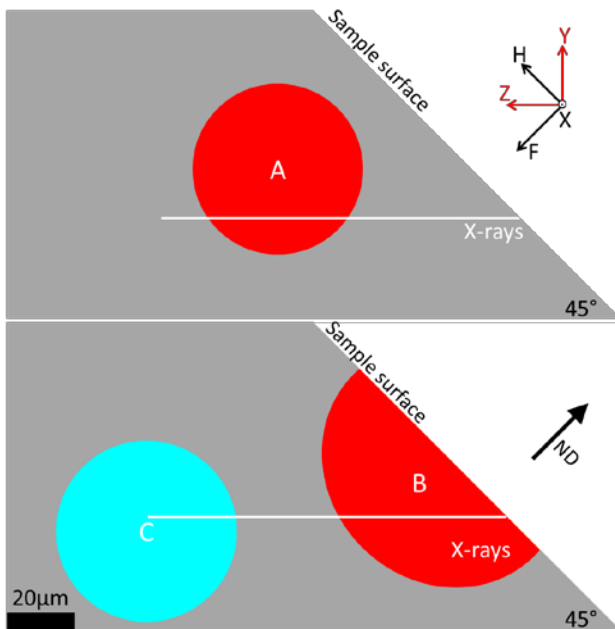 Sample surface
Y
H
Z
X
F
A
X-rays
45°
Sample surface
ND
B
C
X-rays
20μm
45°